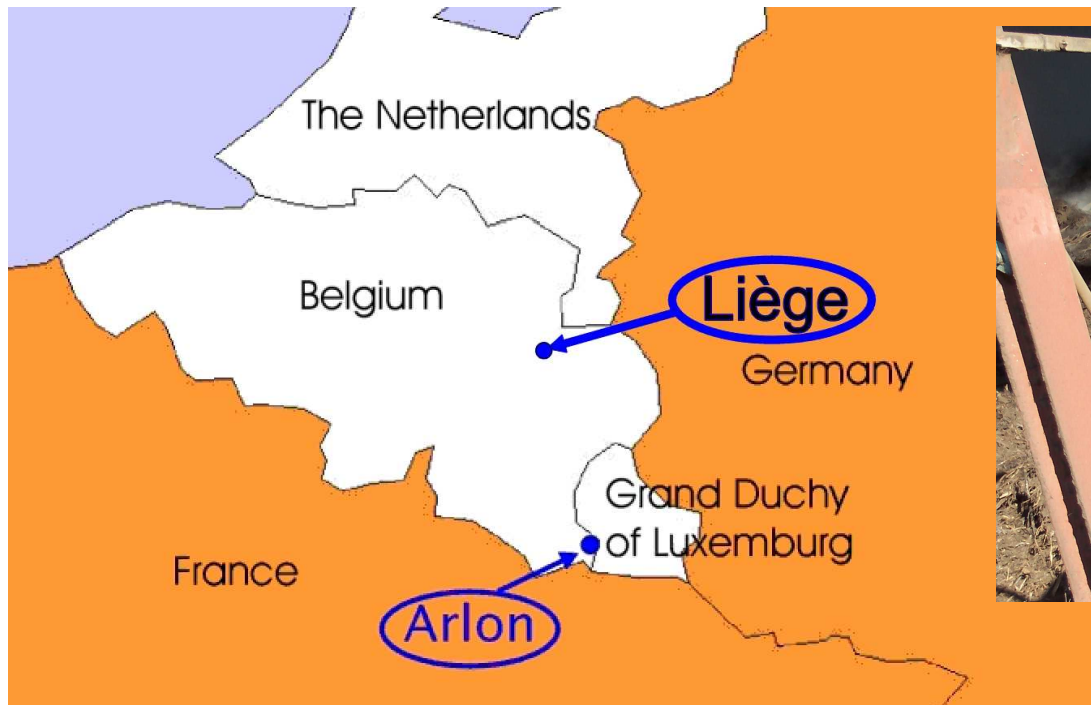 The Netherlands
Belgium
Liège
Germany
Grand Duchy
of Luxemburg
France
Arlon